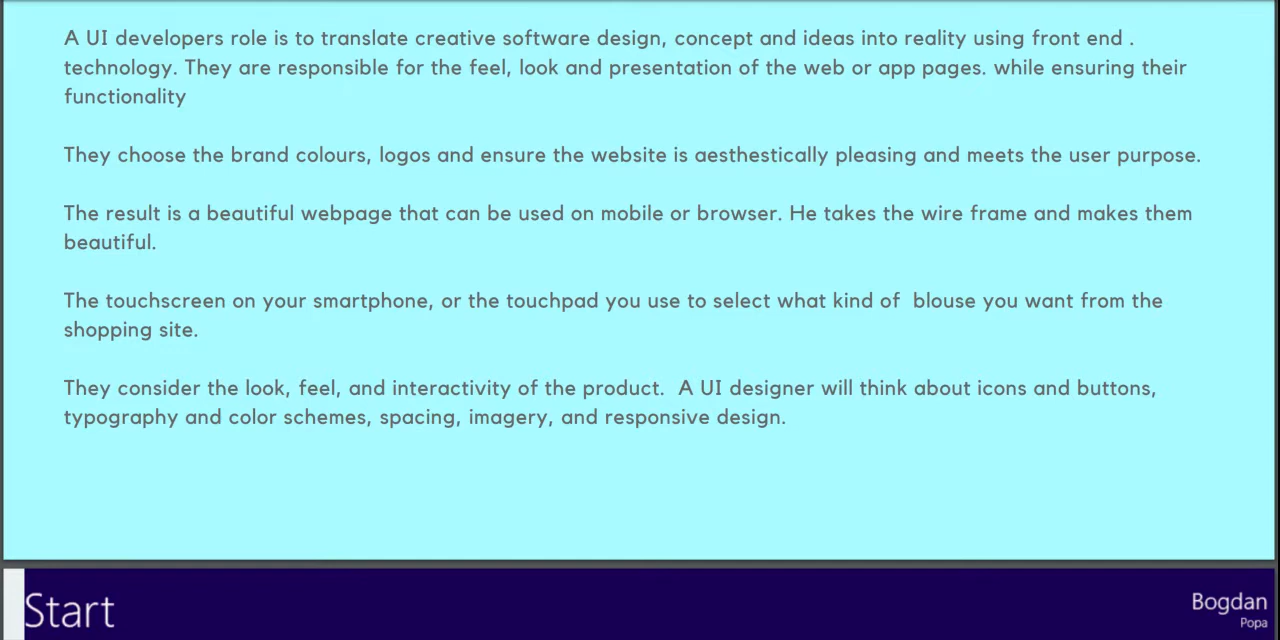 A UI developers role is to translate creative software design, concept and ideas into reality using front end .
technology. They are responsible for the feel, look and presentation of the web or app pages. while ensuring their
functionality
They choose the brand colours, logos and ensure the website is aesthestically pleasing and meets the user purpose.
The result is a beautiful webpage that can be used on mobile or browser. He takes the wire frame and makes them
beautiful.
The touchscreen on your smartphone, or the touchpad you use to select what kind of  blouse you want from the
shopping site.
They consider the look, feel, and interactivity of the product.  A UI designer will think about icons and buttons,
typography and color schemes, spacing, imagery, and responsive design.
Start
Bogdan
Popa